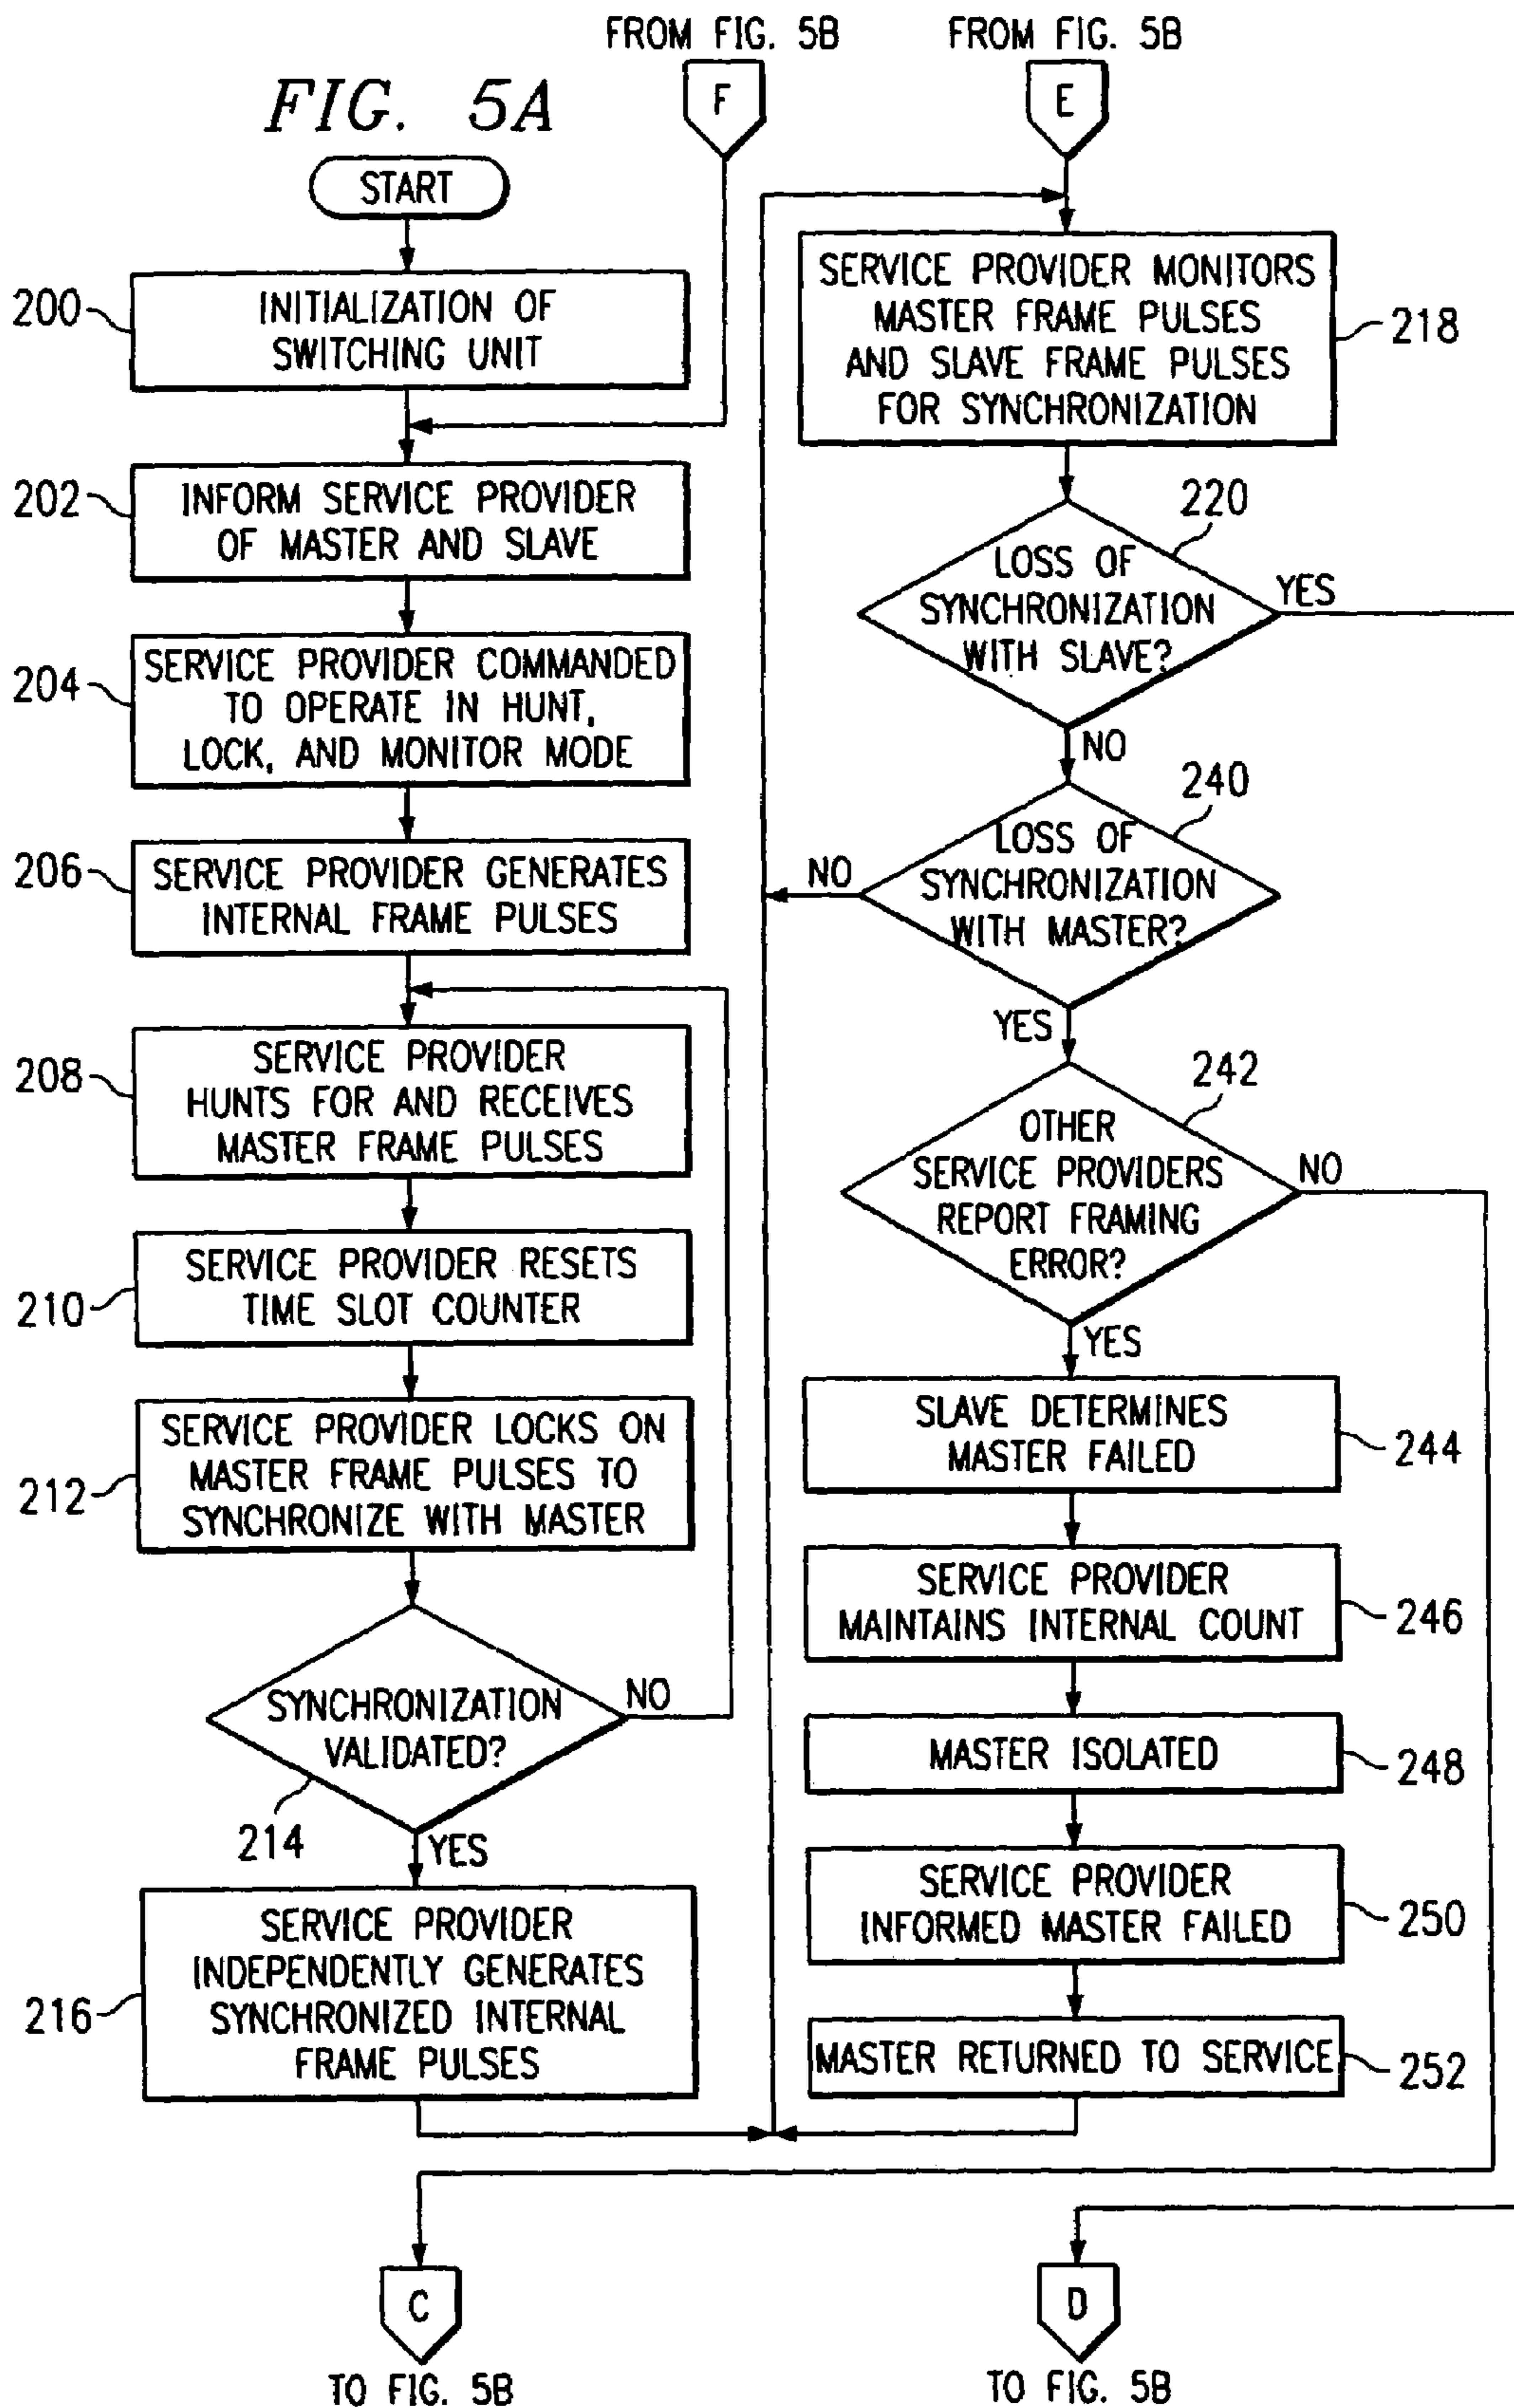 FROM FIG. 5B
FROM FIG. 5B
FIG. 5A
F
E
START
200
INITIALIZATION OF
SWITCHING UNIT
202
INFORM SERVICE PROVIDER
OF MASTER AND SLAVE
204
SERVICE PROVIDER COMMANDED
TO OPERATE IN HUNT,
LOCK, AND MONITOR MODE
206
SERVICE PROVIDER GENERATES
INTERNAL FRAME PULSES
208
SERVICE PROVIDER
HUNTS FOR AND RECEIVES
MASTER FRAME PULSES
210
SERVICE PROVIDER RESETS
TIME SLOT COUNTER
212
SERVICE PROVIDER LOCKS ON
MASTER FRAME PULSES TO
SYNCHRONIZE WITH MASTER
SYNCHRONIZATION
VALIDATED?
NO
214
YES
216
SERVICE PROVIDER
INDEPENDENTLY GENERATES
SYNCHRONIZED INTERNAL
FRAME PULSES
SERVICE PROVIDER MONITORS
MASTER FRAME PULSES
AND SLAVE FRAME PULSES
FOR SYNCHRONIZATION
218
220
LOSS OF
SYNCHRONIZATION
WITH SLAVE?
YES
NO
240
LOSS OF
SYNCHRONIZATION
WITH MASTER?
NO
YES
242
OTHER
SERVICE PROVIDERS
REPORT FRAMING
ERROR?
NO
YES
SLAVE DETERMINES
MASTER FAILED
244
SERVICE PROVIDER
MAINTAINS INTERNAL COUNT
246
MASTER ISOLATED
248
SERVICE PROVIDER
INFORMED MASTER FAILED
250
MASTER RETURNED TO SERVICE
252
C
D
TO FIG. 5B
TO FIG. 5B